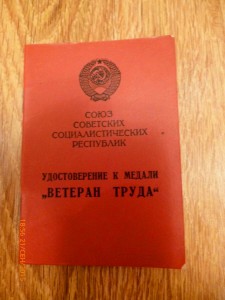 СОЮЗ
СОВЕТСКИХ
СОЦИАЛИСТИЧЕСКИХ
РЕСПУБЛИК
УДОСТОВЕРЕНИЕ К МЕДАЛИ
„ВЕТЕРАН ТРУДА“